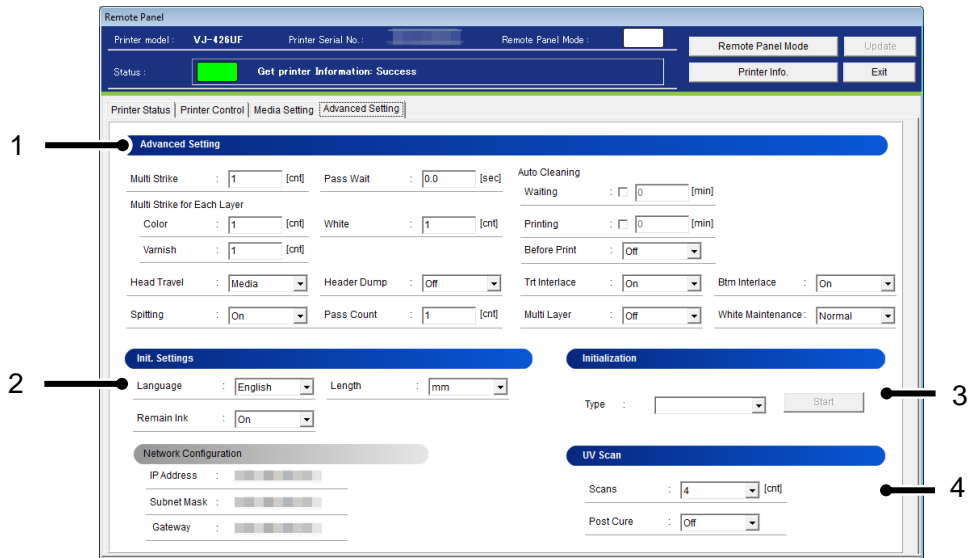 Remote Panel
Printer model : VJ-426UF Printer Serial No. : Remote Panel Mode :
Remote Panel Mode Update
Status : Get printer Information: Success
Printer Info. Exit
Printer Status Printer Control Media Setting Advanced Setting
1
Advanced Setting
Multi Strike : 1 [cnt] Pass Wait : 0.0 [sec] Auto Cleaning
Waiting : 0 [min]
Multi Strike for Each Layer
Color : 1 [cnt] White : 1 [cnt] Printing : 0 [min]
Varnish : 1 [cnt] Before Print : Off
Head Travel : Media Header Dump : Off Trt Interlace : On Btm Interlace : On
Spitting : On Pass Count : 1 [cnt] Multi Layer : Off White Maintenance : Normal
Init. Settings Initialization
2
Language : English Length : mm
3
Type : Start
Remain Ink : On
Network Configuration UV Scan
IP Address :
4
Scans : 4 [cnt]
Subnet Mask :
Post Cure : Off
Gateway :